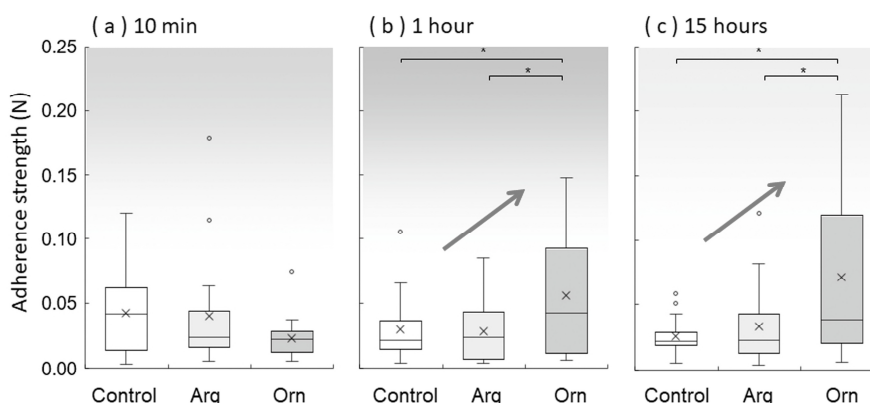 ( a ) 10 min
( b ) 1 hour
( c ) 15 hours
Adherence strength (N)
0.25
0.20
0.15
0.10
0.05
0.00
* *
* *
Control Arg Orn
Control Arg Orn
Control Arg Orn